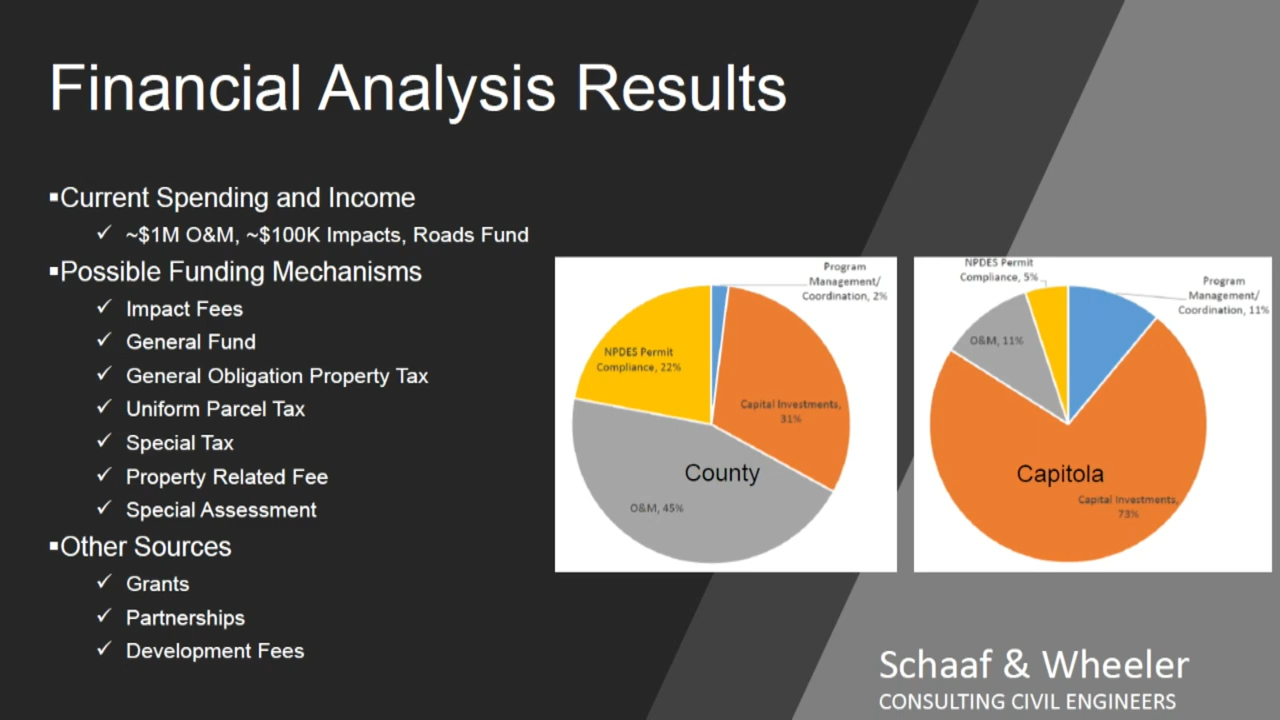 Financial Analysis Results
▪Current Spending and Income
✓ ~$1M O&M, ~$100K Impacts, Roads Fund
▪Possible Funding Mechanisms
✓ Impact Fees
✓ General Fund
✓ General Obligation Property Tax
✓ Uniform Parcel Tax
✓ Special Tax
✓ Property Related Fee
✓ Special Assessment
▪Other Sources
✓ Grants
✓ Partnerships
✓ Development Fees
Program
Management/
Coordination, 2%
NPDES Permit
Compliance, 22%
Capital Investments,
31%
County
O&M, 45%
NPDES Permit
Compliance, 5%
Program
Management/
Coordination, 11%
O&M, 11%
Capitola
Capital Investments,
73%
Schaaf & Wheeler
CONSULTING CIVIL ENGINEERS